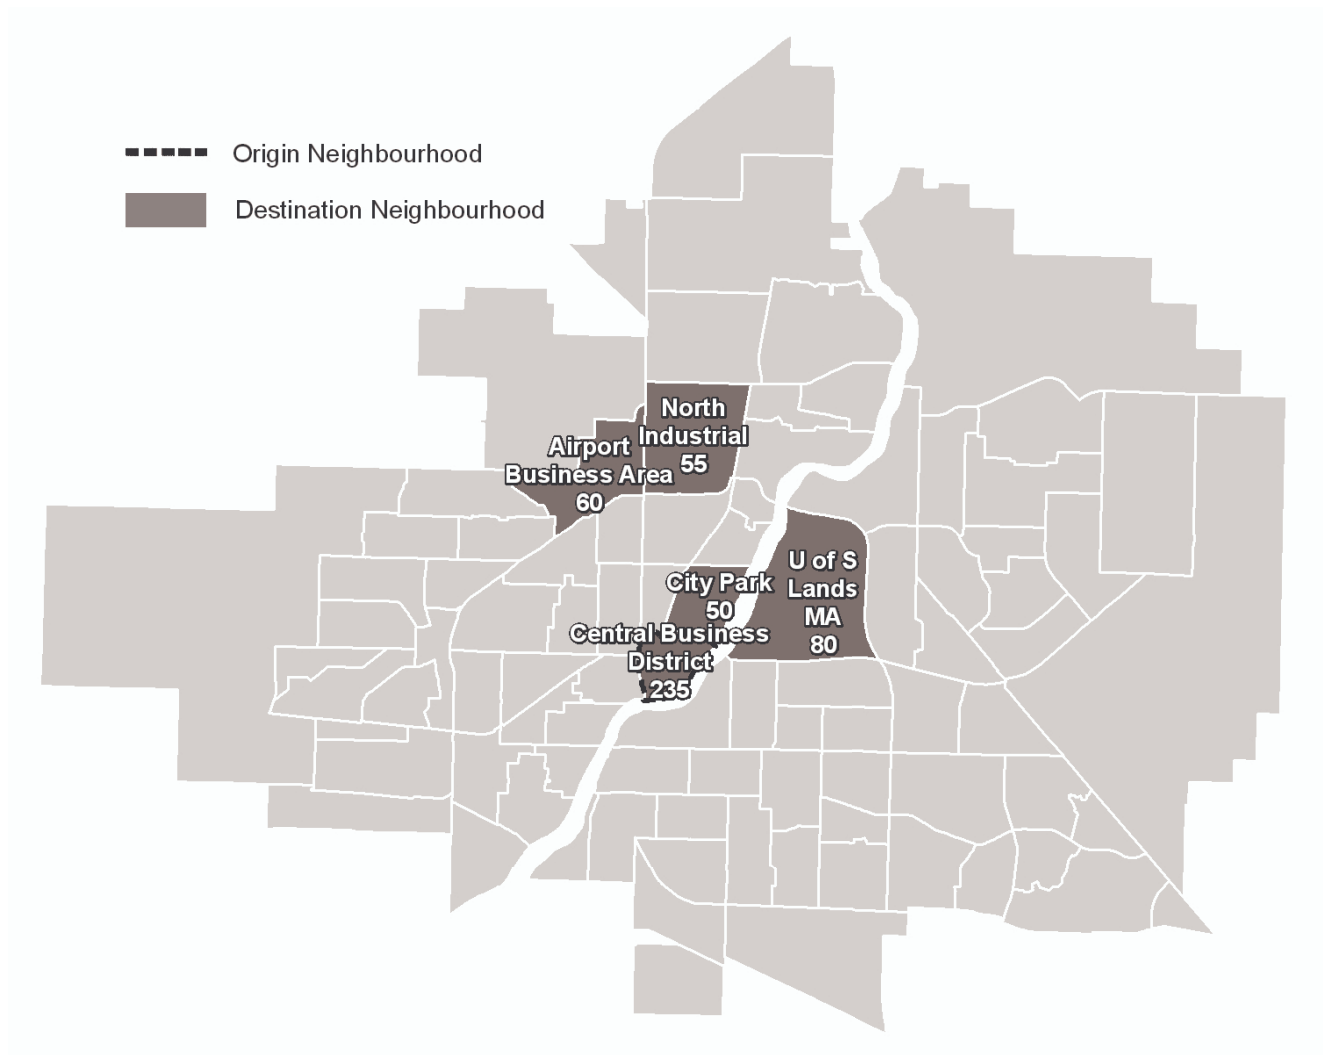 Origin Neighbourhood
Destination Neighbourhood
North
Industrial
55
Airport
Business Area
60
U of S
Lands
MA
80
City Park
50
Central Business
District
235